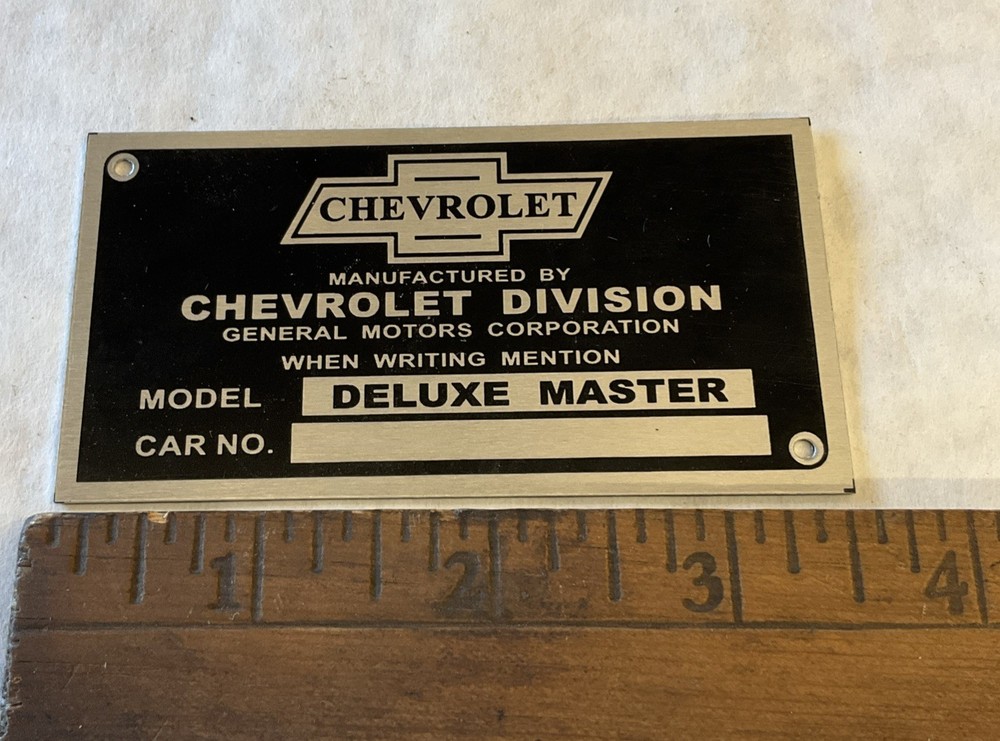 CHEVROLET
MANUFACTURED BY
CHEVROLET DIVISION
GENERAL MOTORS CORPORATION
WHEN WRITING MENTION
MODEL DELUXE MASTER
CAR NO.
1 2 3 4